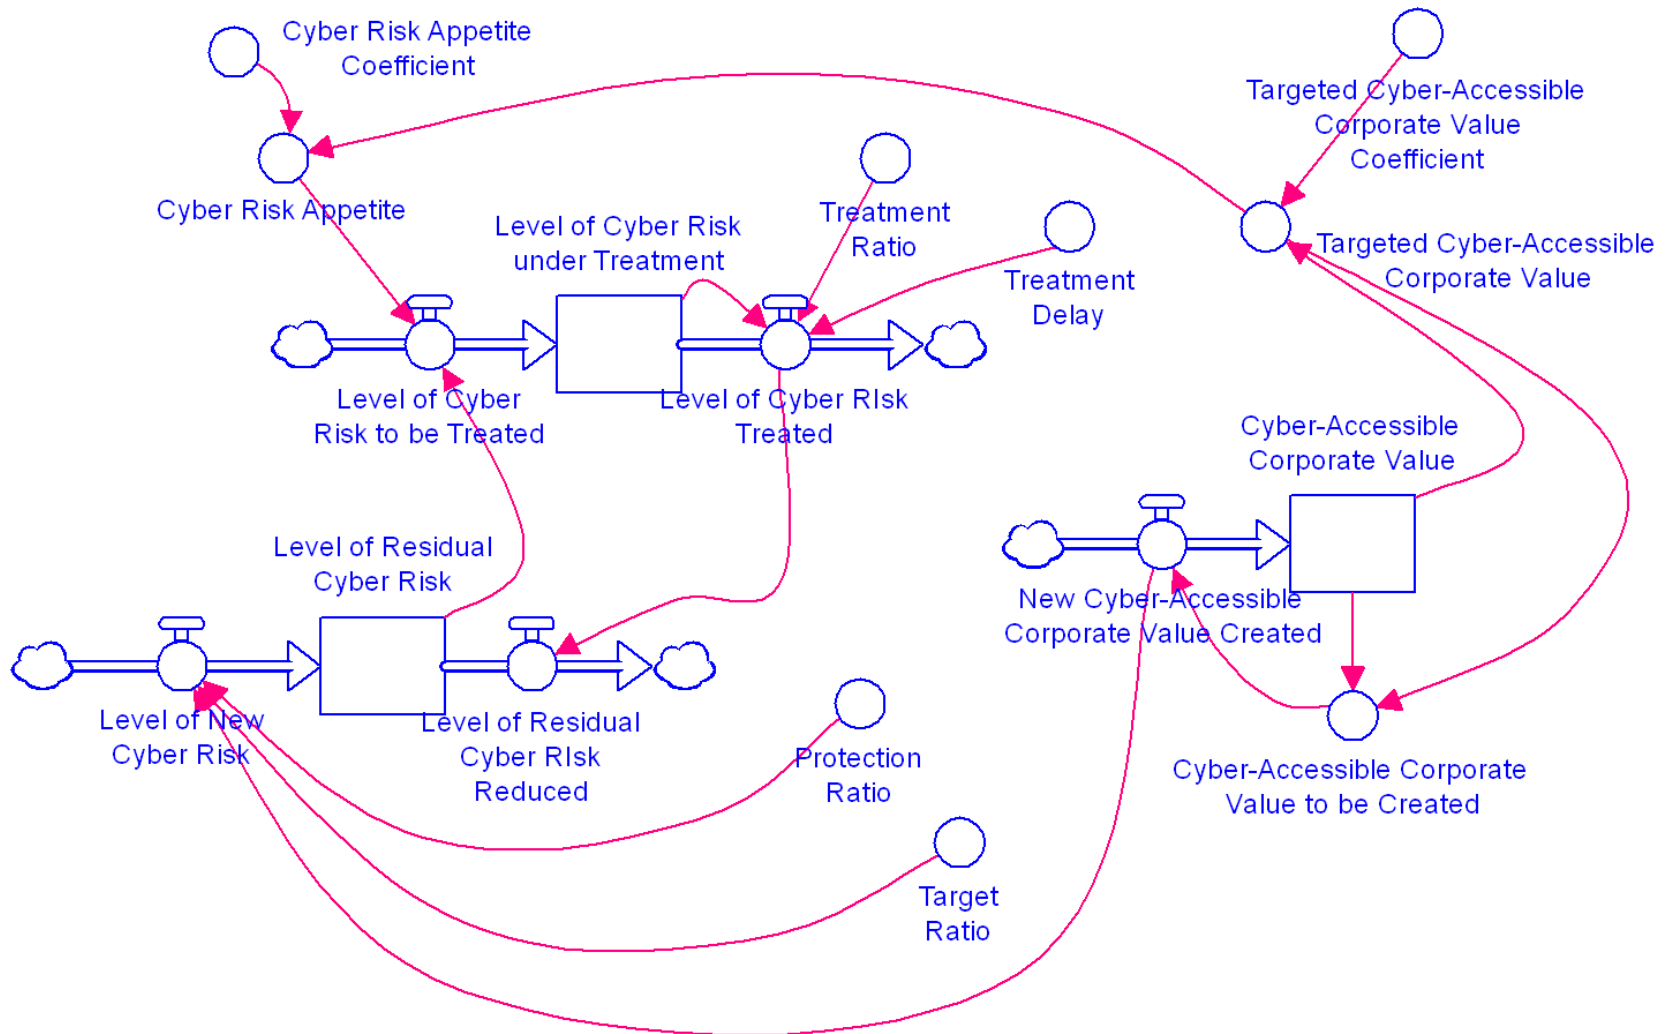 Cyber Risk Appetite
Coefficient
Targeted Cyber-Accessible
Corporate Value
Coefficient
Cyber Risk Appetite
Treatment
Ratio
Level of Cyber Risk
under Treatment
Targeted Cyber-Accessible
Corporate Value
Treatment
Delay
Level of Cyber
Risk to be Treated
Level of Cyber RIsk
Treated
Cyber-Accessible
Corporate Value
Level of Residual
Cyber Risk
New Cyber-Accessible
Corporate Value Created
Level of New
Cyber Risk
Level of Residual
Cyber RIsk
Reduced
Protection
Ratio
Cyber-Accessible Corporate
Value to be Created
Target
Ratio